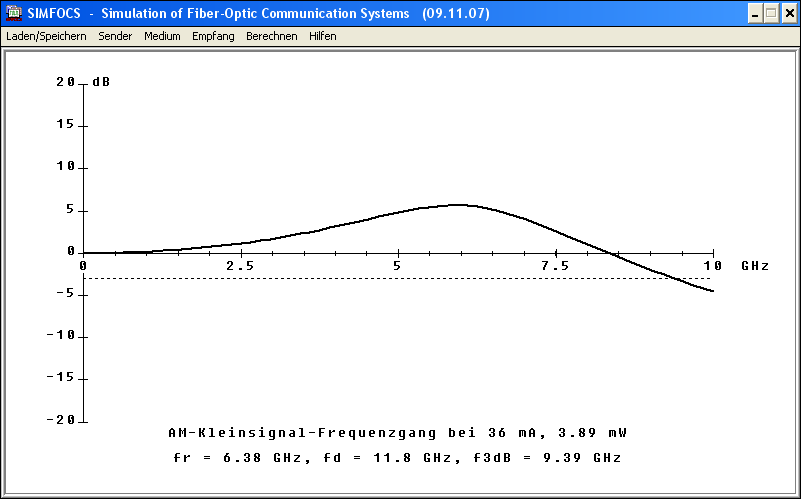 SIMFOCS - Simulation of Fiber-Optic Communication Systems (09.11.07)
Laden/Speichern Sender Medium Empfang Berechnen Hilfen
20 dB
15
10
5
0
0 2.5 5 7.5 10 GHz
-5
-10
-15
-20
AM-Kleinsignal-Frequenzgang bei 36 mA, 3.89 mW
fr = 6.38 GHz, fd = 11.8 GHz, f3dB = 9.39 GHz